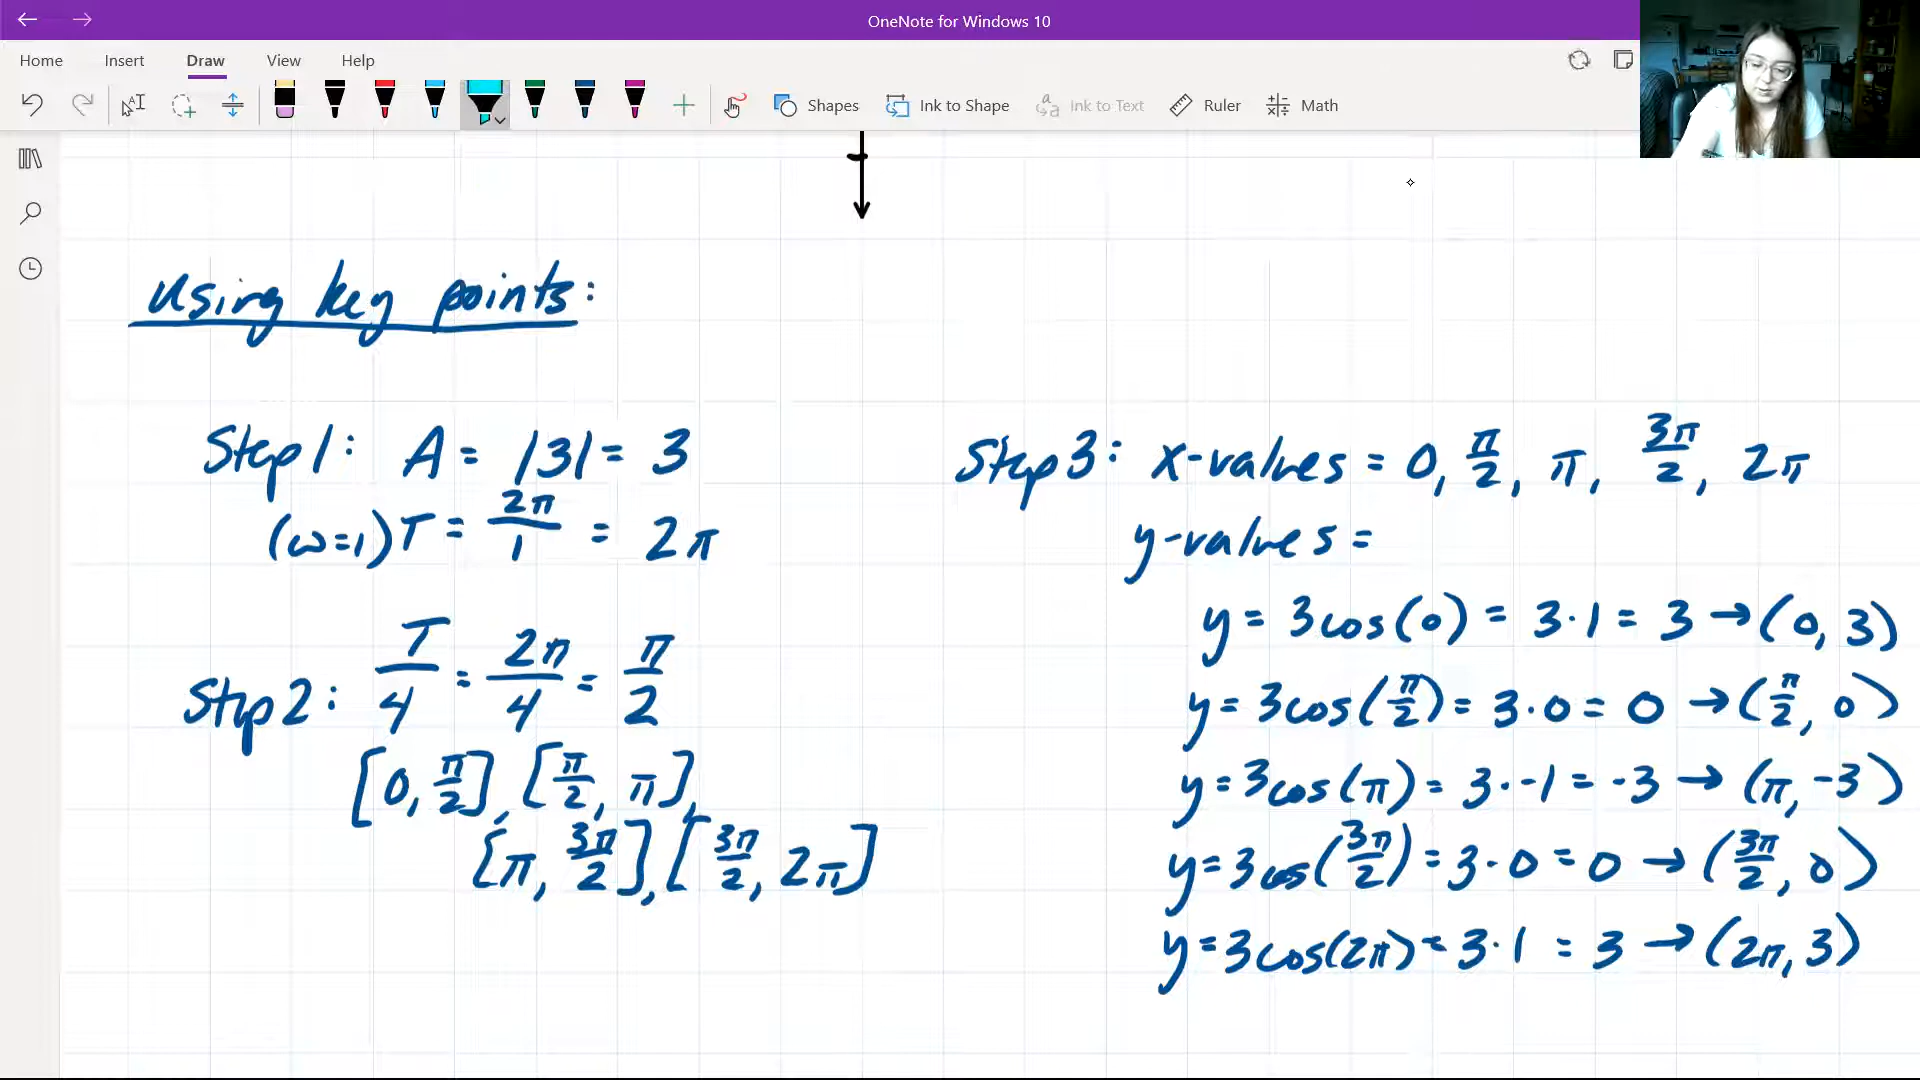 OneNote for Windows 10
Home Insert Draw View Help
Shapes Ink to Shape Ink to Text Ruler Math
Using key points:
Step 1: A = |3| = 3
(ω=1) T = 2π/1 = 2π
Step 2: T/4 = 2π/4 = π/2
[0, π/2], [π/2, π],
[π, 3π/2], [3π/2, 2π]
Step 3: x-values = 0, π/2, π, 3π/2, 2π
y-values =
y = 3cos(0) = 3·1 = 3 → (0, 3)
y = 3cos(π/2) = 3·0 = 0 → (π/2, 0)
y = 3cos(π) = 3·-1 = -3 → (π, -3)
y = 3cos(3π/2) = 3·0 = 0 → (3π/2, 0)
y = 3cos(2π) = 3·1 = 3 → (2π, 3)